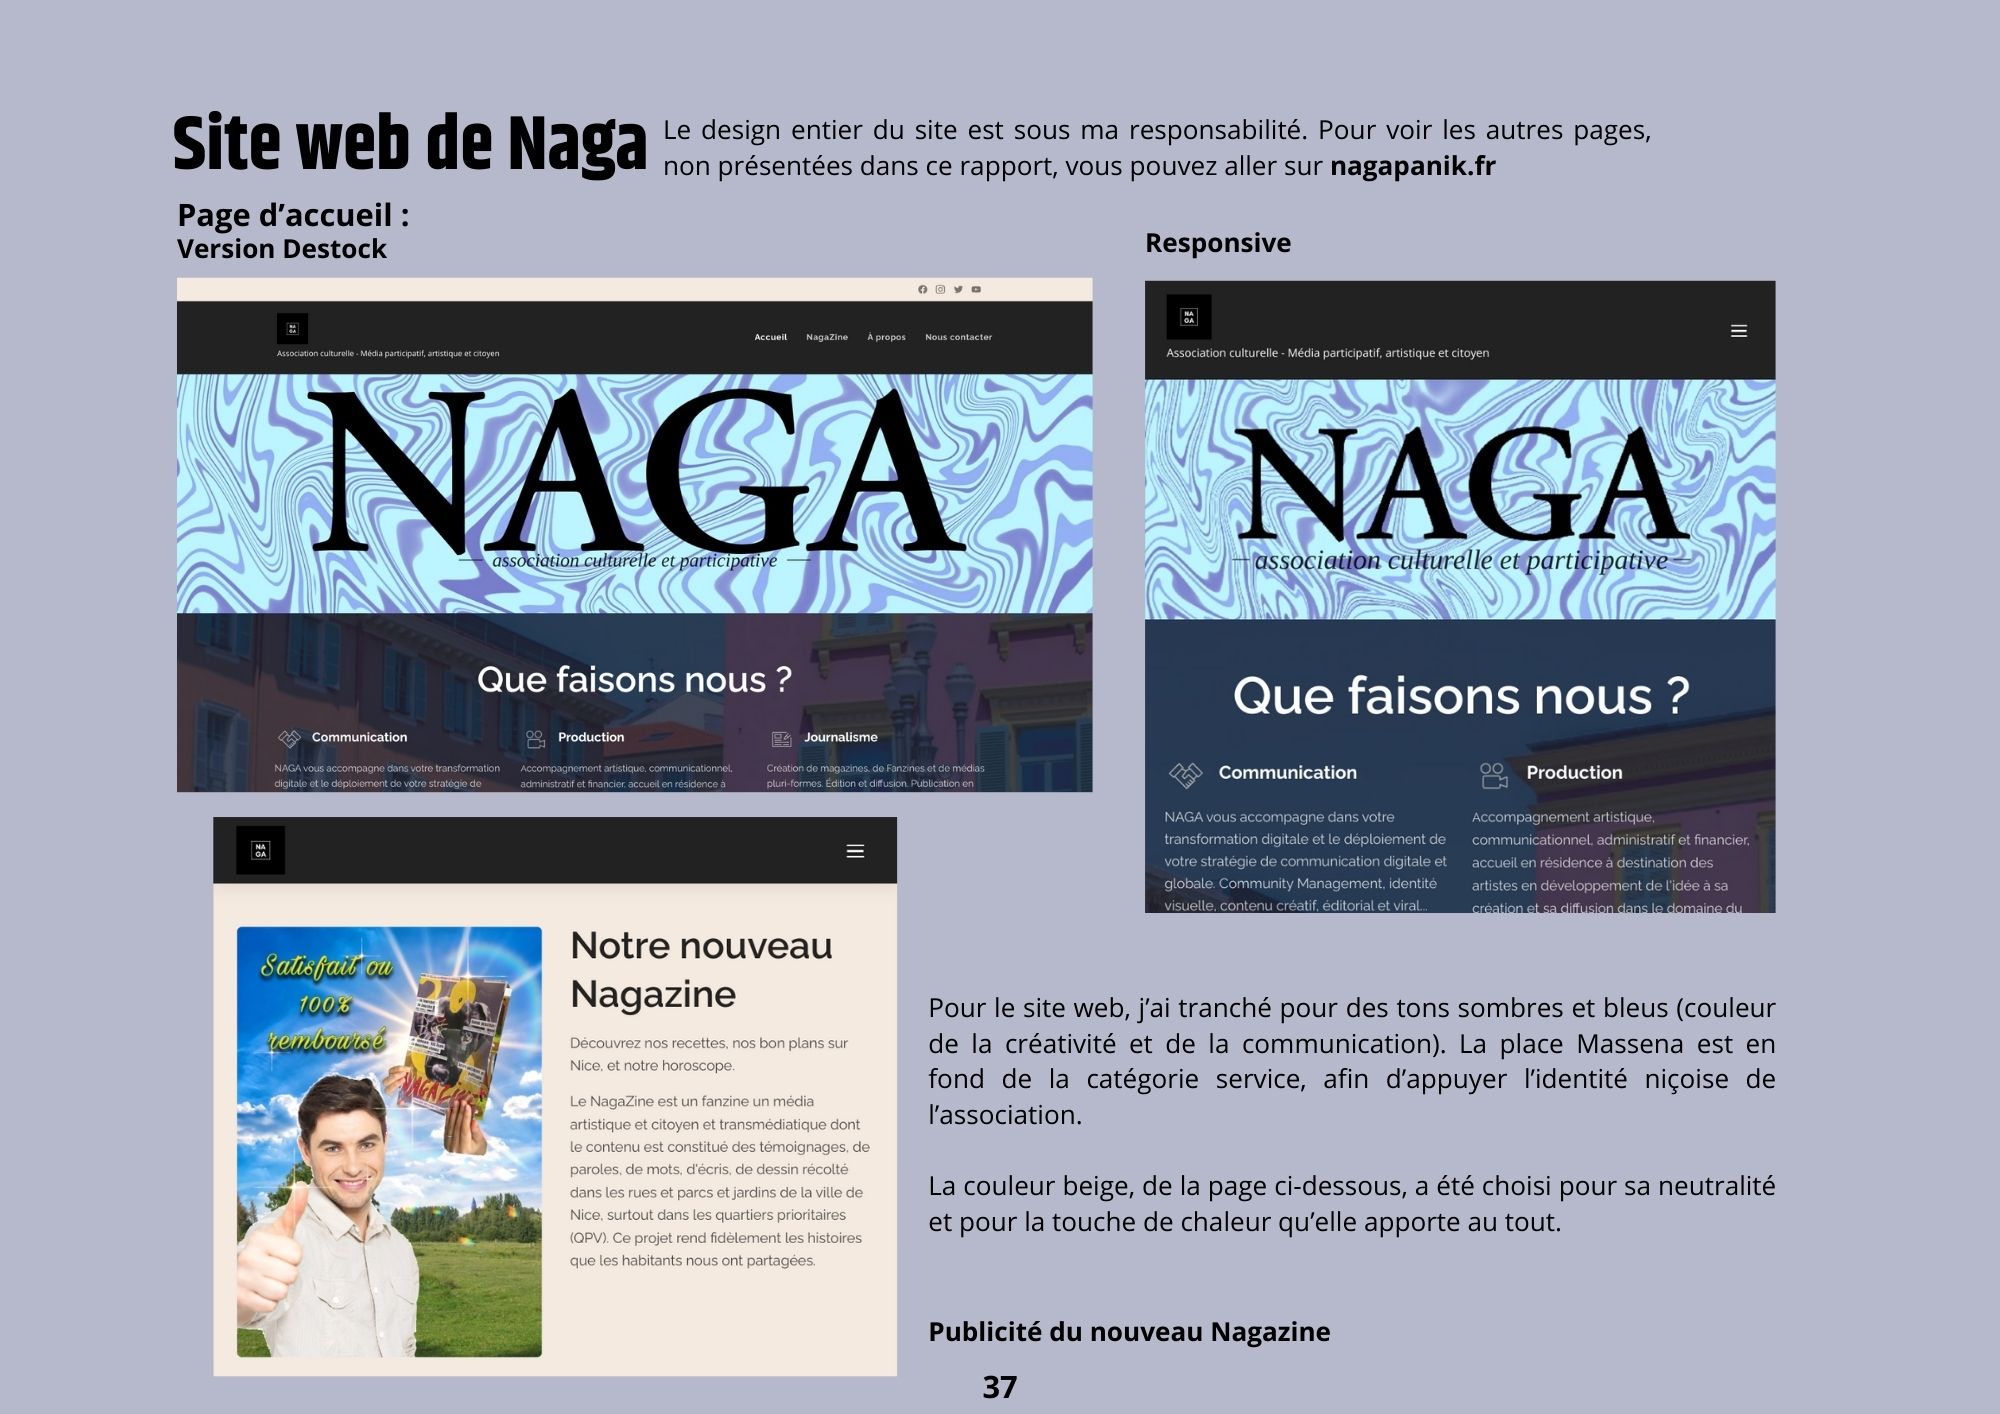 Site web de Naga
Le design entier du site est sous ma responsabilité. Pour voir les autres pages,
non présentées dans ce rapport, vous pouvez aller sur nagapanik.fr
Page d’accueil :
Version Destock
NA
GA
Association culturelle - Média participatif, artistique et citoyen
Accueil NagaZine À propos Nous contacter
NAGA
association culturelle et participative
Que faisons nous ?
Communication
NAGA vous accompagne dans votre transformation
digitale et le déploiement de votre stratégie de
Production
Accompagnement artistique, communicationnel,
administratif et financier, accueil en résidence à
Journalisme
Création de magazines, de Fanzines et de médias
pluri-formes. Édition et diffusion. Publication en
Responsive
NA
GA
Association culturelle - Média participatif, artistique et citoyen
NAGA
association culturelle et participative
Que faisons nous ?
Communication
NAGA vous accompagne dans votre
transformation digitale et le déploiement de
votre stratégie de communication digitale et
globale. Community Management, identité
visuelle, contenu créatif, éditorial et viral...
Production
Accompagnement artistique,
communicationnel, administratif et financier,
accueil en résidence à destination des
artistes en développement de l'idée à sa
création et sa diffusion dans le domaine du
NA
GA
Satisfait ou
100%
remboursé
NAGAZINE
Notre nouveau
Nagazine
Découvrez nos recettes, nos bon plans sur
Nice, et notre horoscope.
Le NagaZine est un fanzine un média
artistique et citoyen et transmédiatique dont
le contenu est constitué des témoignages, de
paroles, de mots, d'écris, de dessin récolté
dans les rues et parcs et jardins de la ville de
Nice, surtout dans les quartiers prioritaires
(QPV). Ce projet rend fidèlement les histoires
que les habitants nous ont partagées.
Pour le site web, j’ai tranché pour des tons sombres et bleus (couleur
de la créativité et de la communication). La place Massena est en
fond de la catégorie service, afin d’appuyer l’identité niçoise de
l’association.
La couleur beige, de la page ci-dessous, a été choisi pour sa neutralité
et pour la touche de chaleur qu’elle apporte au tout.
Publicité du nouveau Nagazine
37